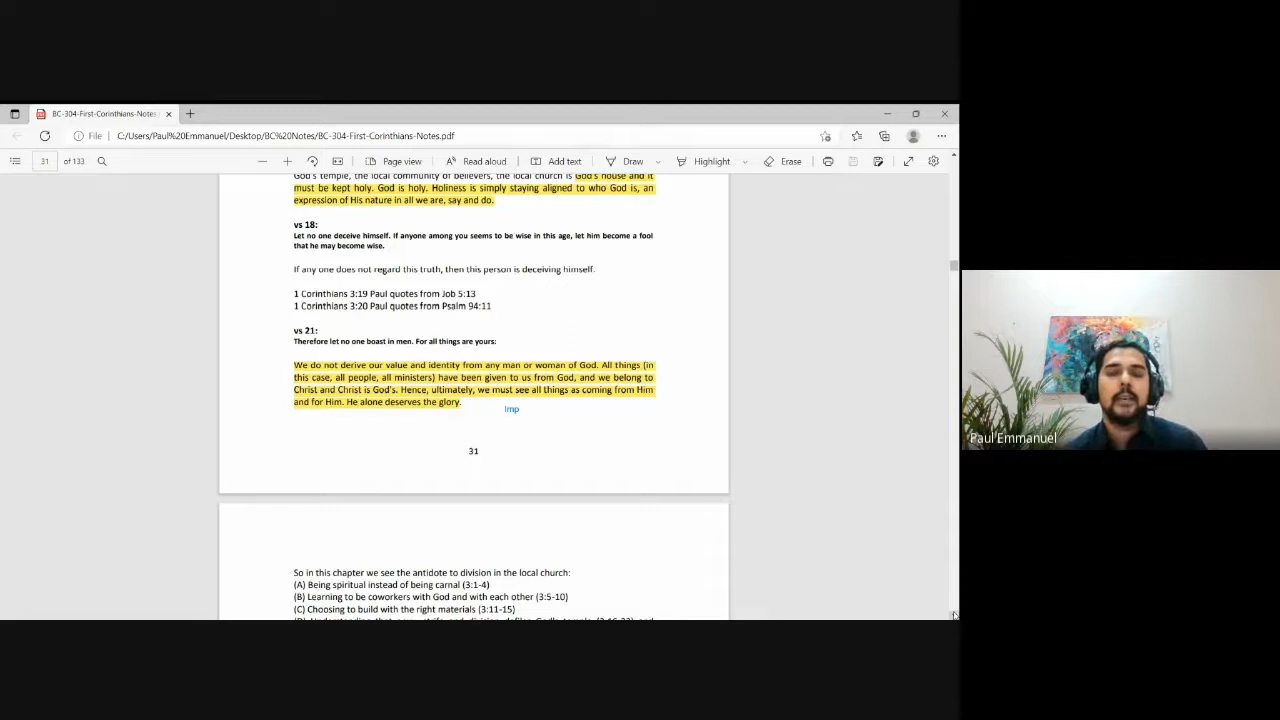 BC-304-First-Corinthians-Notes
File
C:/Users/Paul%20Emmanuel/Desktop/BC%20Notes/BC-304-First-Corinthians-Notes.pdf
31 of 133
Page view
Read aloud
Add text
Draw
Highlight
Erase
God's temple, the local community of believers, the local church is God's house and it
must be kept holy. God is holy. Holiness is simply staying aligned to who God is, an
expression of His nature in all we are, say and do.
vs 18:
Let no one deceive himself. If anyone among you seems to be wise in this age, let him become a fool
that he may become wise.
If any one does not regard this truth, then this person is deceiving himself.
1 Corinthians 3:19 Paul quotes from Job 5:13
1 Corinthians 3:20 Paul quotes from Psalm 94:11
vs 21:
Therefore let no one boast in men. For all things are yours:
We do not derive our value and identity from any man or woman of God. All things (in
this case, all people, all ministers) have been given to us from God, and we belong to
Christ and Christ is God's. Hence, ultimately, we must see all things as coming from Him
and for Him. He alone deserves the glory.
Imp
31
So in this chapter we see the antidote to division in the local church:
(A) Being spiritual instead of being carnal (3:1-4)
(B) Learning to be coworkers with God and with each other (3:5-10)
(C) Choosing to build with the right materials (3:11-15)
Paul Emmanuel